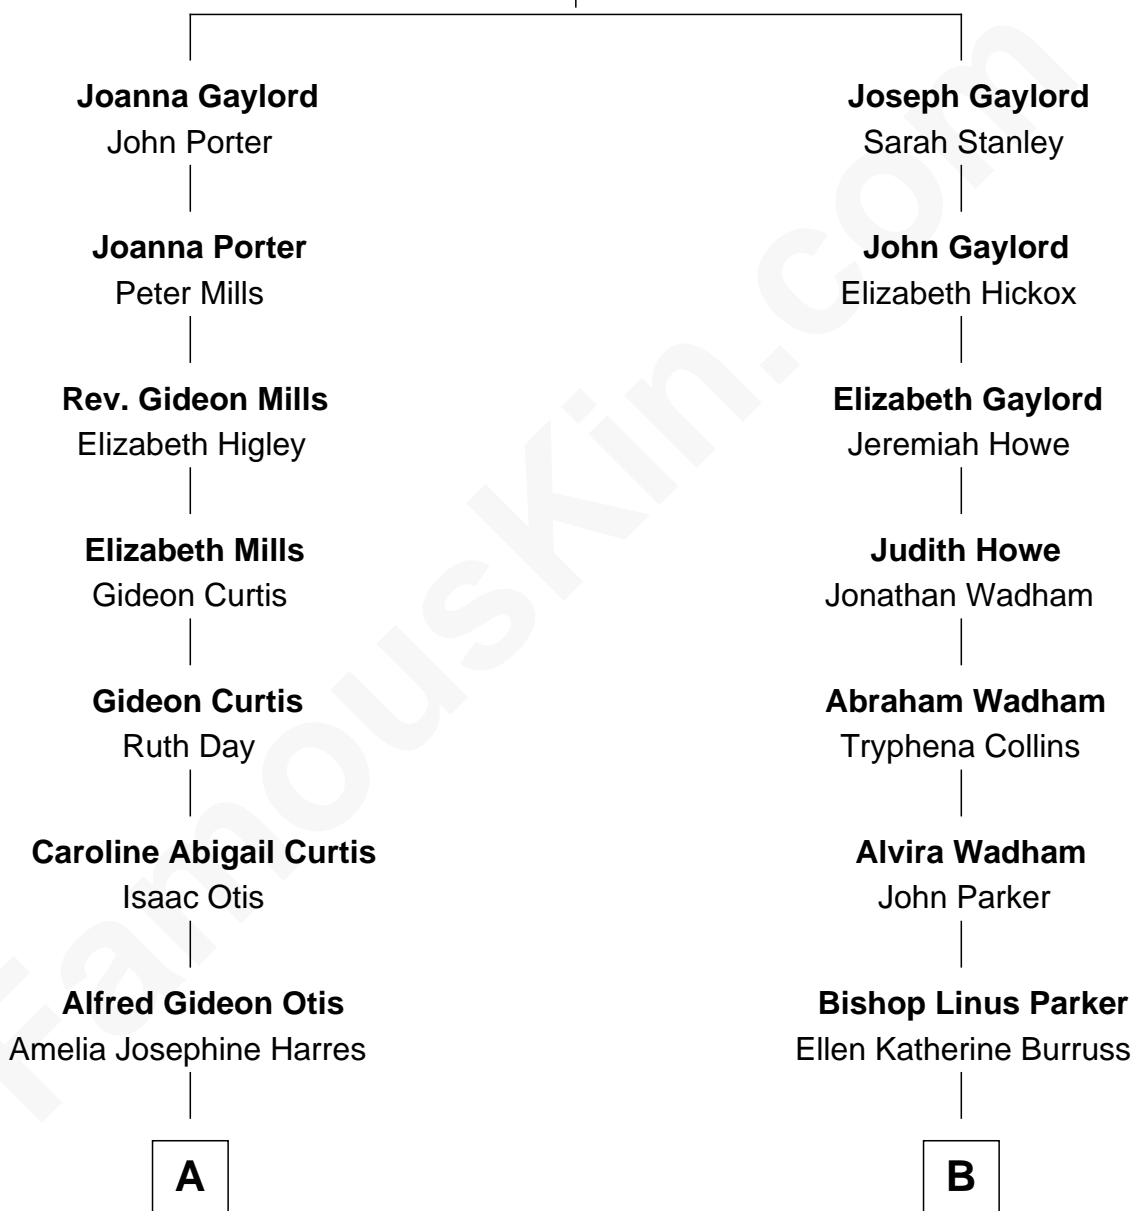 Joanna Gaylord
John Porter
Joseph Gaylord
Sarah Stanley
Joanna Porter
Peter Mills
John Gaylord
Elizabeth Hickox
Rev. Gideon Mills
Elizabeth Higley
Elizabeth Gaylord
Jeremiah Howe
Elizabeth Mills
Gideon Curtis
Judith Howe
Jonathan Wadham
Gideon Curtis
Ruth Day
Abraham Wadham
Tryphena Collins
Caroline Abigail Curtis
Isaac Otis
Alvira Wadham
John Parker
Alfred Gideon Otis
Amelia Josephine Harres
Bishop Linus Parker
Ellen Katherine Burruss
A
B
FamousKin.com